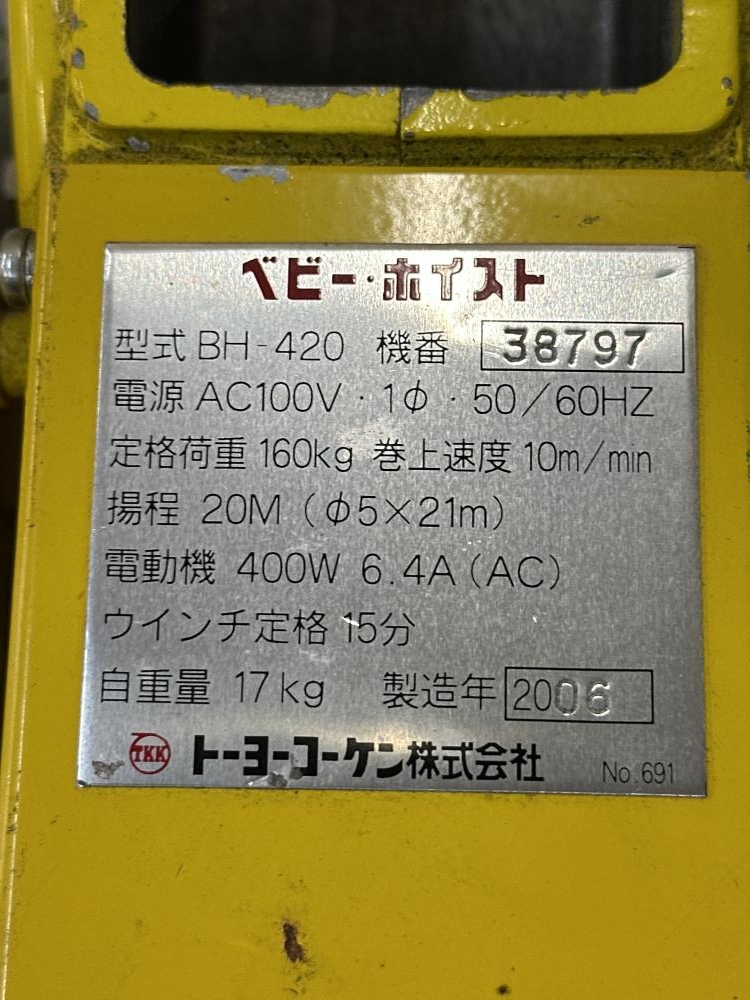 ベビー・ホイスト
型式 BH-420 機番 38797
電源 AC100V・1φ・50/60HZ
定格荷重 160kg 巻上速度 10m/min
揚程 20M (φ5×21m)
電動機 400W 6.4A (AC)
ウインチ定格 15分
自重量 17kg 製造年 2006
TKK トーヨーコーケン株式会社 No.691